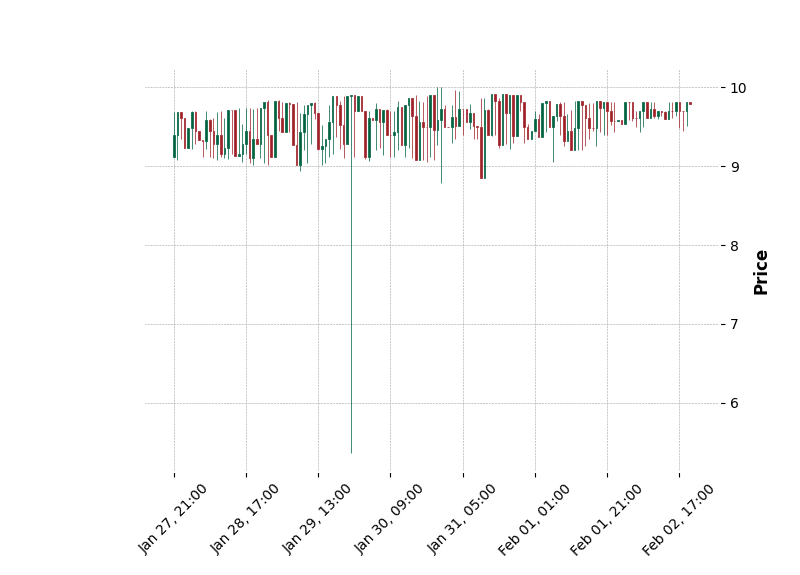 10
9
8
7
6
Price
Jan 27, 21:00
Jan 28, 17:00
Jan 29, 13:00
Jan 30, 09:00
Jan 31, 05:00
Feb 01, 01:00
Feb 01, 21:00
Feb 02, 17:00